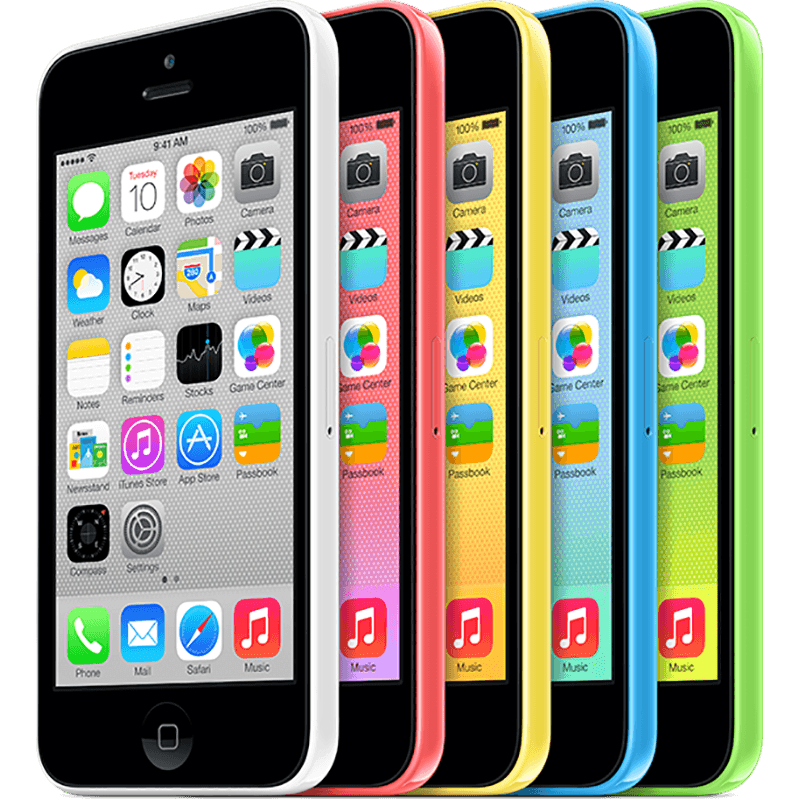 9:41 AM 100%
Tuesday
10
Messages Calendar Photos Camera
280
Weather Clock Maps Videos
Notes Reminders Stocks Game Center
Newsstand iTunes Store App Store Passbook
Compass Settings
Phone Mail Safari Music
100%
Camera
Videos
Game Center
Passbook
Music
100%
Camera
Videos
Game Center
Passbook
Music
100%
Camera
Videos
Game Center
Passbook
Music
100%
Camera
Videos
Game Center
Passbook
Music